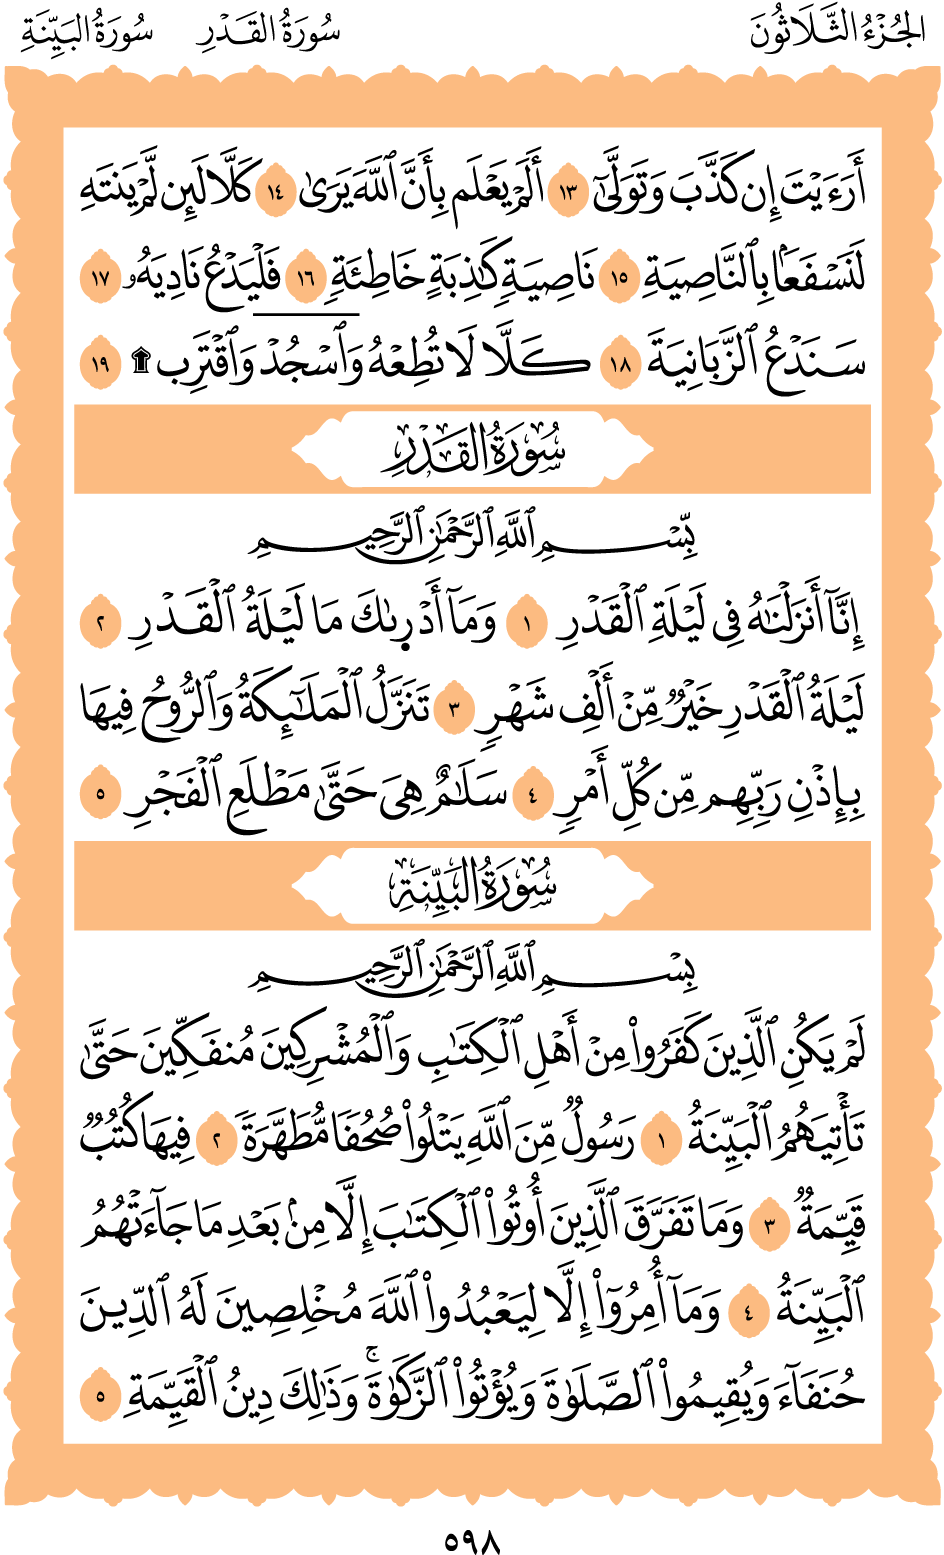 الجُزْءُ الثَّلَاثُونَ سُورَةُ القَدْرِ سُورَةُ البَيِّنَةِ
أَرَءَيْتَ إِن كَذَّبَ وَتَوَلَّىٰٓ ١٣ أَلَمْ يَعْلَم بِأَنَّ ٱللَّهَ يَرَىٰ ١٤ كَلَّا لَئِن لَّمْ يَنتَهِ
لَنَسْفَعَۢا بِٱلنَّاصِيَةِ ١٥ نَاصِيَةٖ كَٰذِبَةٍ خَاطِئَةٖ ١٦ فَلْيَدْعُ نَادِيَهُۥ ١٧
سَنَدْعُ ٱلزَّبَانِيَةَ ١٨ كَلَّا لَا تُطِعْهُ وَٱسْجُدْ وَٱقْتَرِب ۩ ١٩
سُورَةُ القَدْرِ
بِّسْمِ ٱللَّهِ ٱلرَّحْمَٰنِ ٱلرَّحِيمِ
إِنَّآ أَنزَلْنَٰهُ فِى لَيْلَةِ ٱلْقَدْرِ ١ وَمَآ أَدْر۪ىٰكَ مَا لَيْلَةُ ٱلْقَدْرِ ٢
لَيْلَةُ ٱلْقَدْرِ خَيْرٞ مِّنْ أَلْفِ شَهْرٖ ٣ تَنَزَّلُ ٱلْمَلَٰٓئِكَةُ وَٱلرُّوحُ فِيهَا
بِإِذْنِ رَبِّهِم مِّن كُلِّ أَمْرٖ ٤ سَلَٰمٌ هِىَ حَتَّىٰ مَطْلَعِ ٱلْفَجْرِ ٥
سُورَةُ البَيِّنَةِ
بِسْمِ ٱللَّهِ ٱلرَّحْمَٰنِ ٱلرَّحِيمِ
لَمْ يَكُنِ ٱلَّذِينَ كَفَرُوا۟ مِنْ أَهْلِ ٱلْكِتَٰبِ وَٱلْمُشْرِكِينَ مُنفَكِّينَ حَتَّىٰ
تَأْتِيَهُمُ ٱلْبَيِّنَةُ ١ رَسُولٞ مِّنَ ٱللَّهِ يَتْلُوا۟ صُحُفٗا مُّطَهَّرَةٗ ٢ فِيهَا كُتُبٞ
قَيِّمَةٞ ٣ وَمَا تَفَرَّقَ ٱلَّذِينَ أُوتُوا۟ ٱلْكِتَٰبَ إِلَّا مِنۢ بَعْدِ مَا جَآءَتْهُمُ
ٱلْبَيِّنَةُ ٤ وَمَآ أُمِرُوٓا۟ إِلَّا لِيَعْبُدُوا۟ ٱللَّهَ مُخْلِصِينَ لَهُ ٱلدِّينَ
حُنَفَآءَ وَيُقِيمُوا۟ ٱلصَّلَوٰةَ وَيُؤْتُوا۟ ٱلزَّكَوٰةَۚ وَذَٰلِكَ دِينُ ٱلْقَيِّمَةِ ٥
٥٩٨